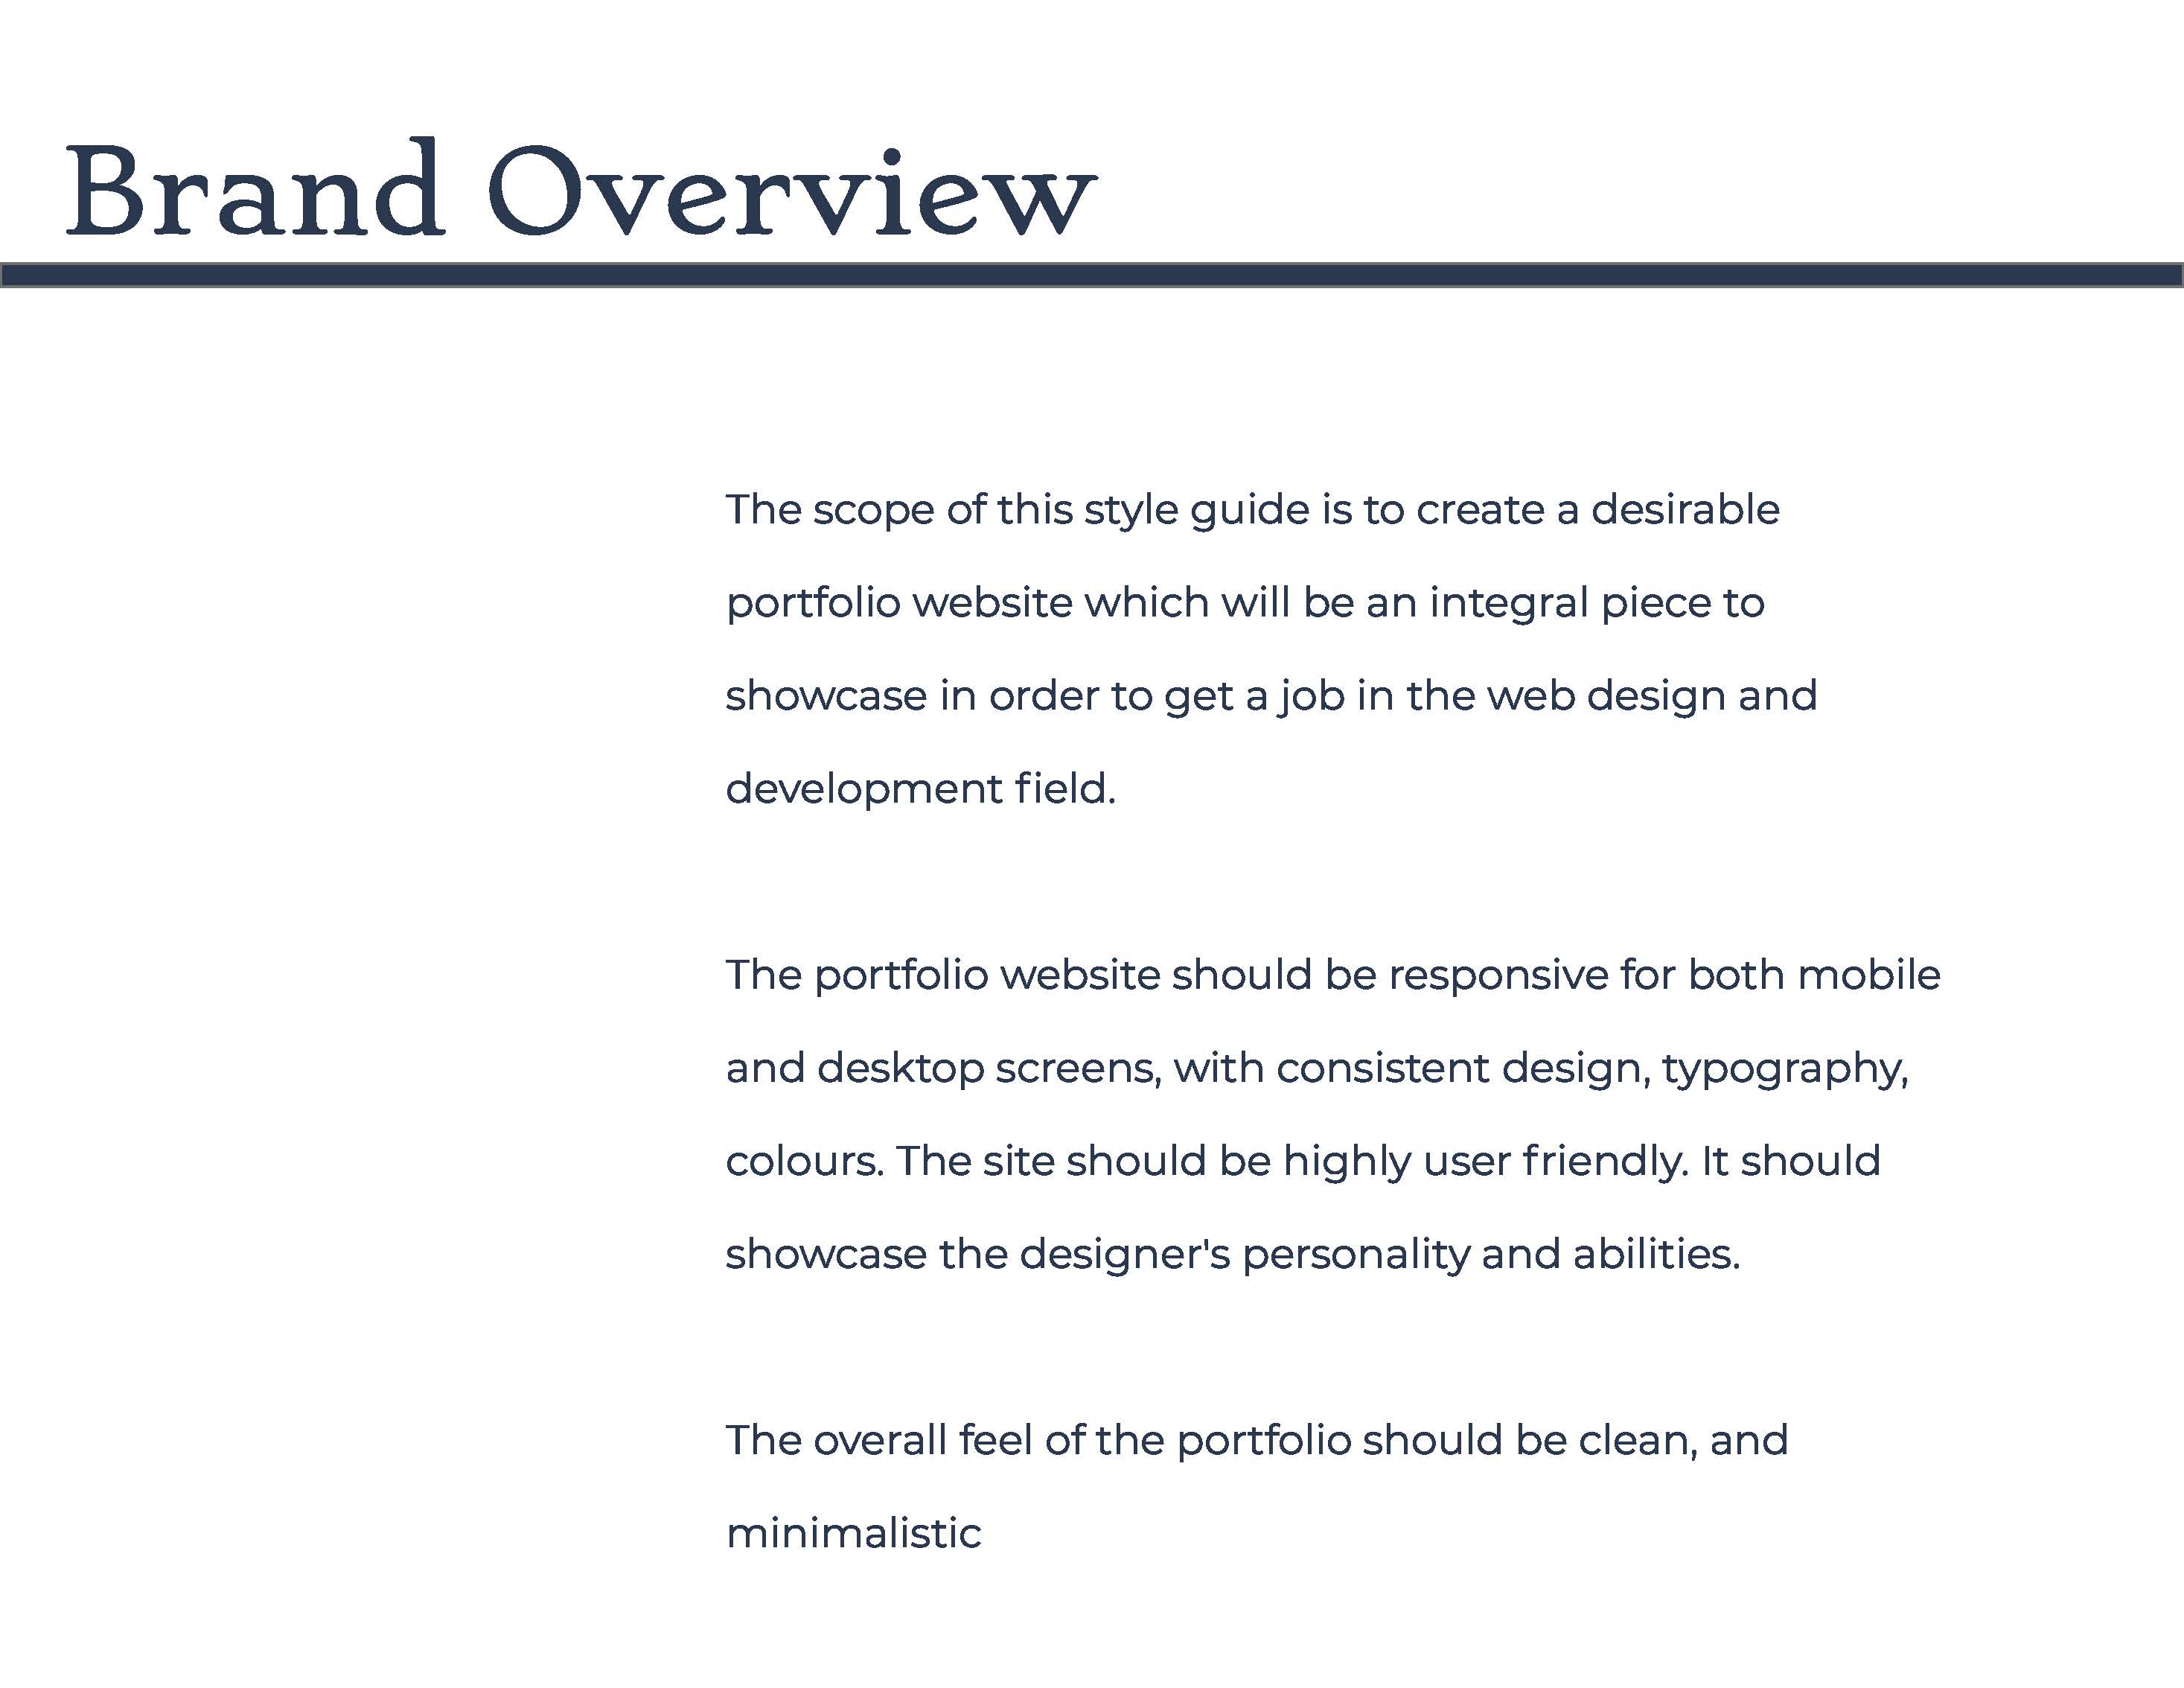 Brand Overview
The scope of this style guide is to create a desirable
portfolio website which will be an integral piece to
showcase in order to get a job in the web design and
development field.
The portfolio website should be responsive for both mobile
and desktop screens, with consistent design, typography,
colours. The site should be highly user friendly. It should
showcase the designer's personality and abilities.
The overall feel of the portfolio should be clean, and
minimalistic